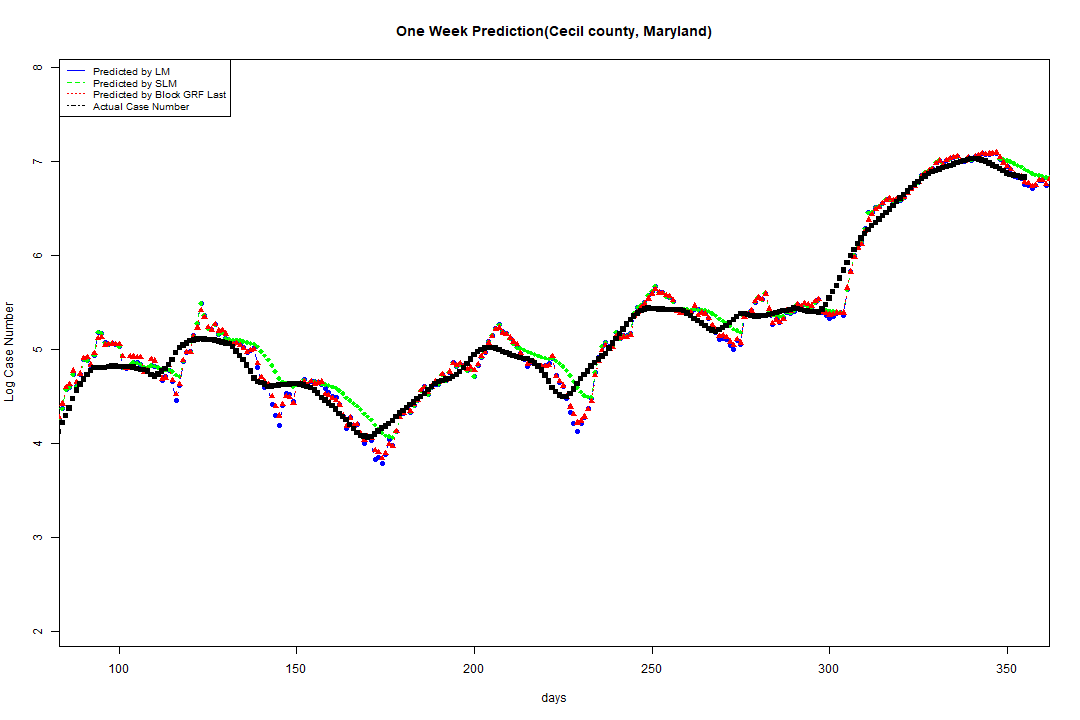 One Week Prediction(Cecil county, Maryland)
Predicted by LM
Predicted by SLM
Predicted by Block GRF Last
Actual Case Number
8
7
6
5
4
3
2
Log Case Number
100 150 200 250 300 350
days